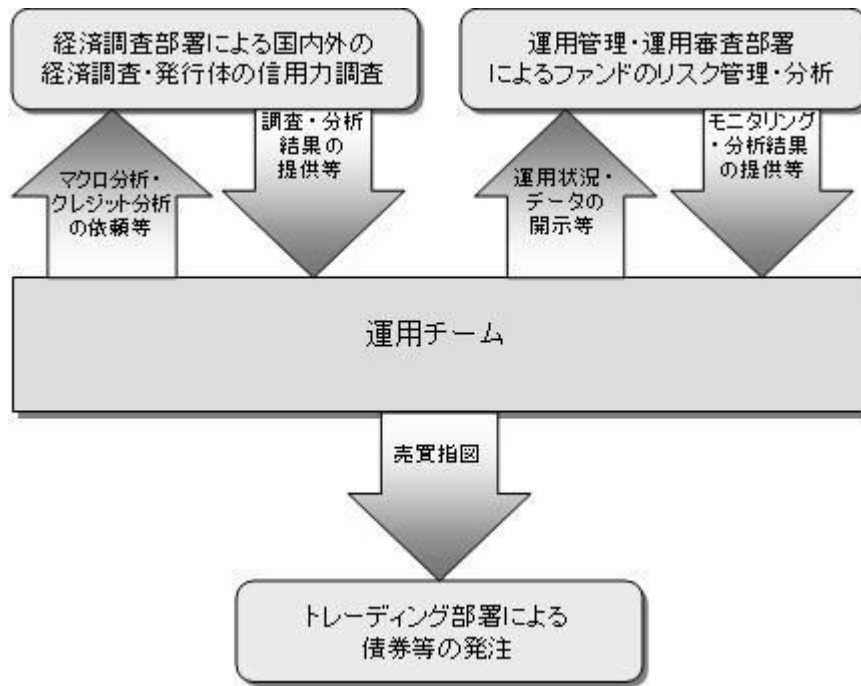 経済調査部署による国内外の
経済調査・発行体の信用力調査
運用管理・運用審査部署
によるファンドのリスク管理・分析
マクロ分析・
クレジット分析
の依頼等
調査・分析
結果の
提供等
運用状況・
データの
開示等
モニタリング
・分析結果
の提供等
運用チーム
売買指図
トレーディング部署による
債券等の発注